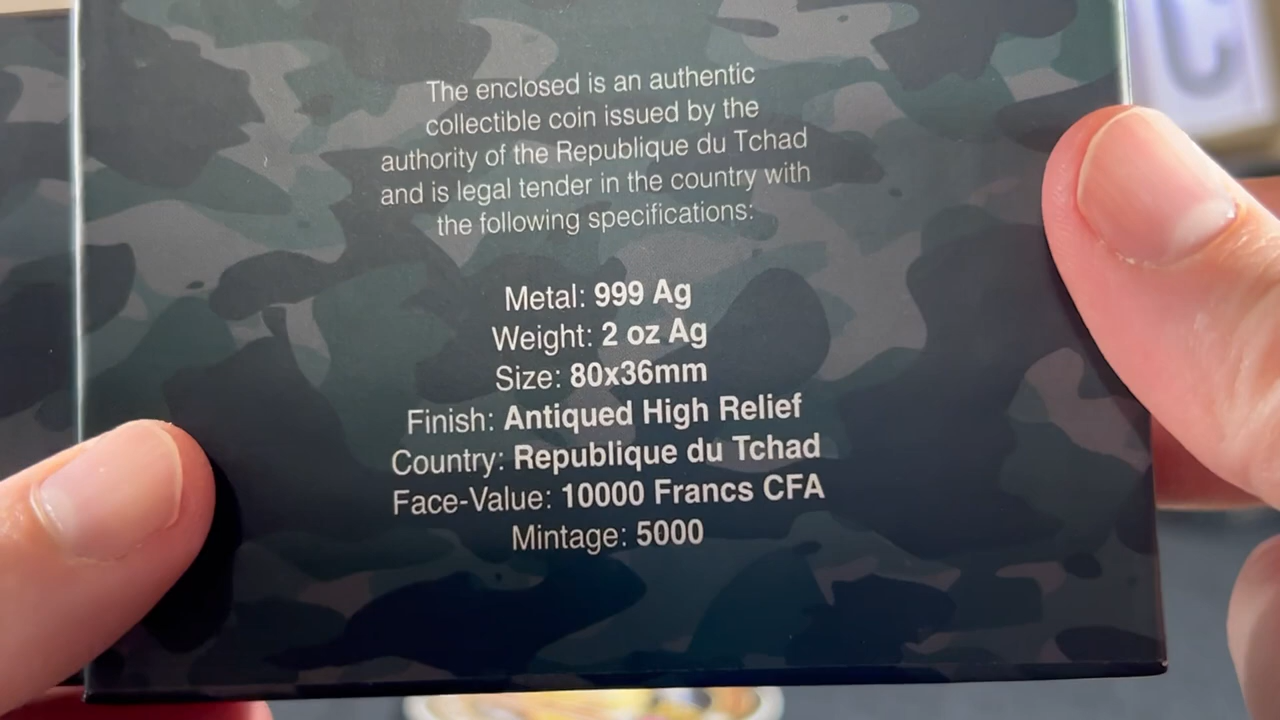 The enclosed is an authentic
collectible coin issued by the
authority of the Republique du Tchad
and is legal tender in the country with
the following specifications:
Metal: 999 Ag
Weight: 2 oz Ag
Size: 80x36mm
Finish: Antiqued High Relief
Country: Republique du Tchad
Face-Value: 10000 Francs CFA
Mintage: 5000